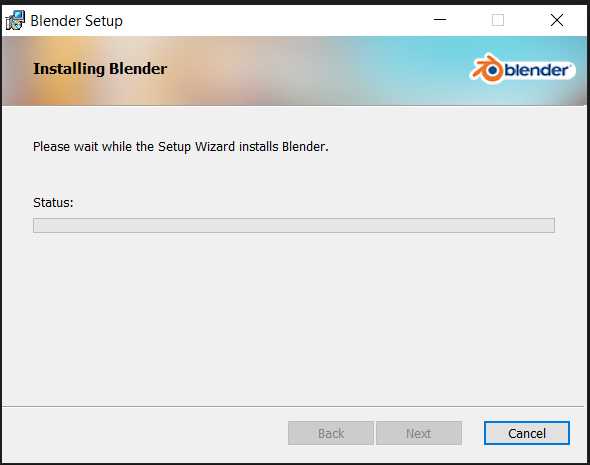 Blender Setup
Installing Blender
blender
Please wait while the Setup Wizard installs Blender.
Status:
Back
Next
Cancel